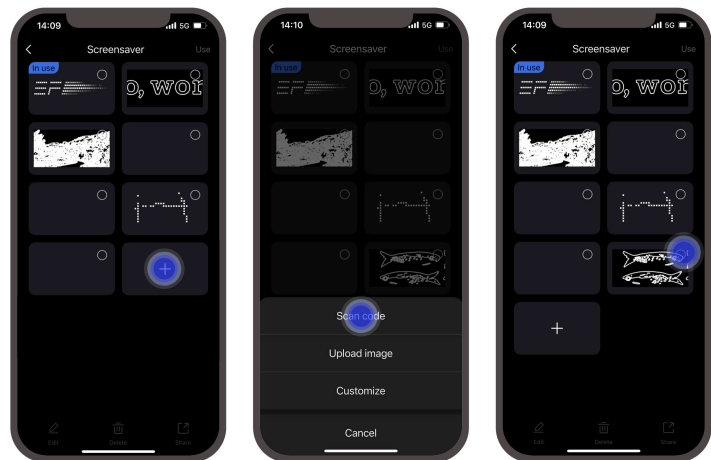 14:09
5G
Screensaver
Use
In use
o, wor
Edit
Delete
Share
14:10
5G
Screensaver
Use
In use
o, wor
Scan code
Upload image
Customize
Cancel
14:09
5G
Screensaver
Use
In use
o, wor
Edit
Delete
Share